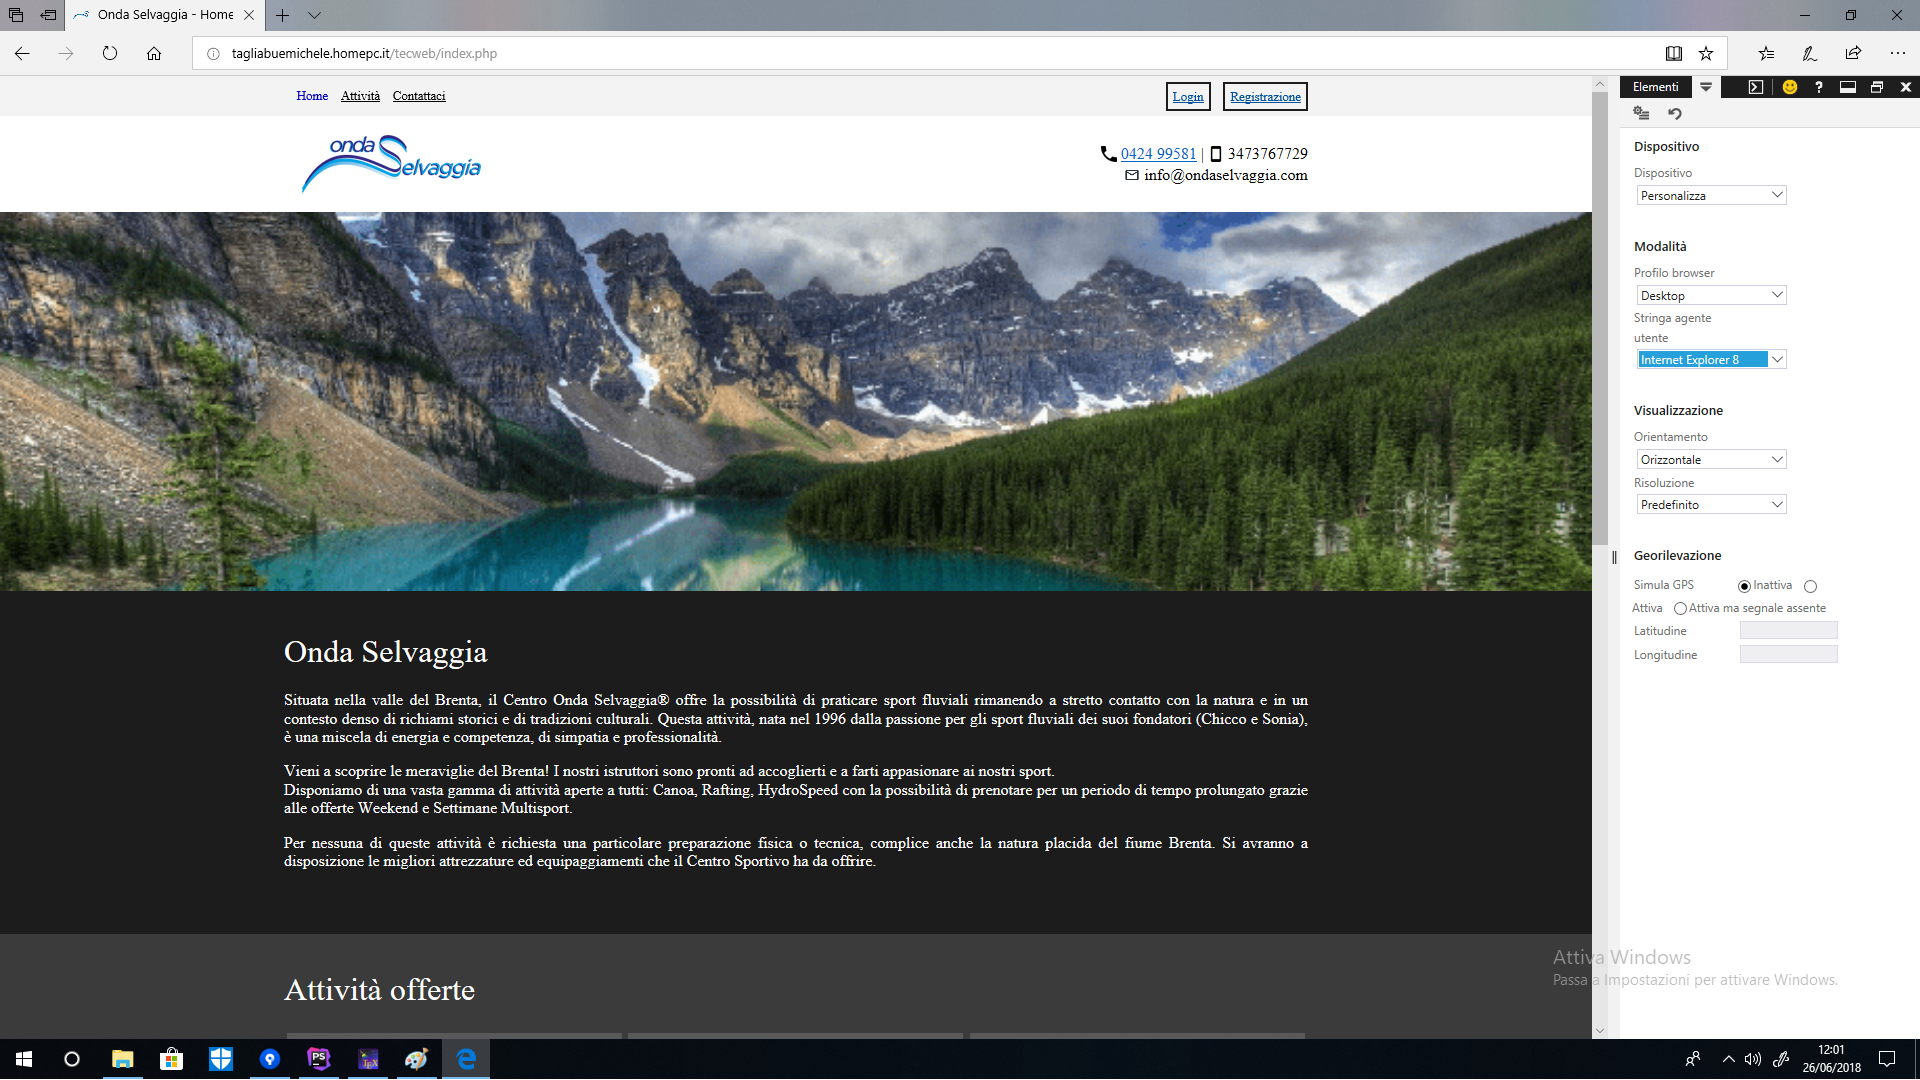 Onda Selvaggia - Home
tagliabuemichele.homepc.it/tecweb/index.php
Home Attività Contattaci
Login Registrazione
onda Selvaggia
0424 99581 | 3473767729
info@ondaselvaggia.com
Onda Selvaggia
Situata nella valle del Brenta, il Centro Onda Selvaggia® offre la possibilità di praticare sport fluviali rimanendo a stretto contatto con la natura e in un
contesto denso di richiami storici e di tradizioni culturali. Questa attività, nata nel 1996 dalla passione per gli sport fluviali dei suoi fondatori (Chicco e Sonia),
è una miscela di energia e competenza, di simpatia e professionalità.
Vieni a scoprire le meraviglie del Brenta! I nostri istruttori sono pronti ad accoglierti e a farti appasionare ai nostri sport.
Disponiamo di una vasta gamma di attività aperte a tutti: Canoa, Rafting, HydroSpeed con la possibilità di prenotare per un periodo di tempo prolungato grazie
alle offerte Weekend e Settimane Multisport.
Per nessuna di queste attività è richiesta una particolare preparazione fisica o tecnica, complice anche la natura placida del fiume Brenta. Si avranno a
disposizione le migliori attrezzature ed equipaggiamenti che il Centro Sportivo ha da offrire.
Attività offerte
Elementi
Dispositivo
Dispositivo
Personalizza
Modalità
Profilo browser
Desktop
Stringa agente
utente
Internet Explorer 8
Visualizzazione
Orientamento
Orizzontale
Risoluzione
Predefinito
Georilevazione
Simula GPS Inattiva
Attiva Attiva ma segnale assente
Latitudine
Longitudine
Attiva Windows
Passa a Impostazioni per attivare Windows.
PS
TEX
12:01
26/06/2018